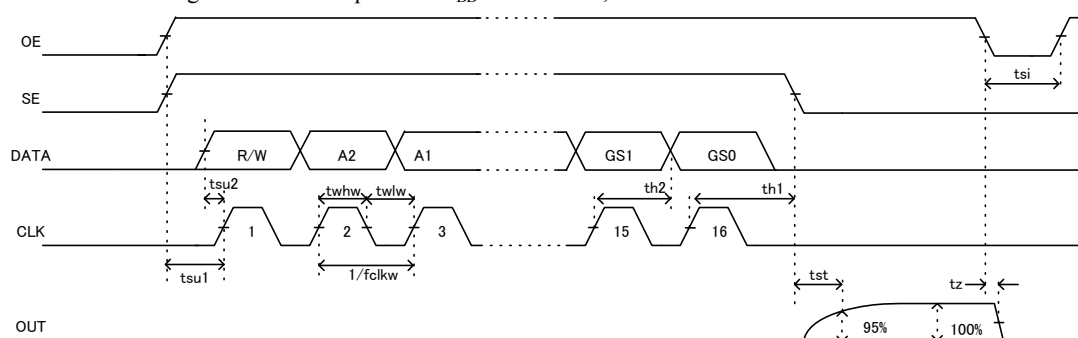 OE
tsi
SE
DATA R/W A2 A1 GS1 GS0
tsu2 twhw twlw th2 th1
CLK 1 2 3 15 16
tsu1 1/fclkw tst tz
OUT 95% 100%